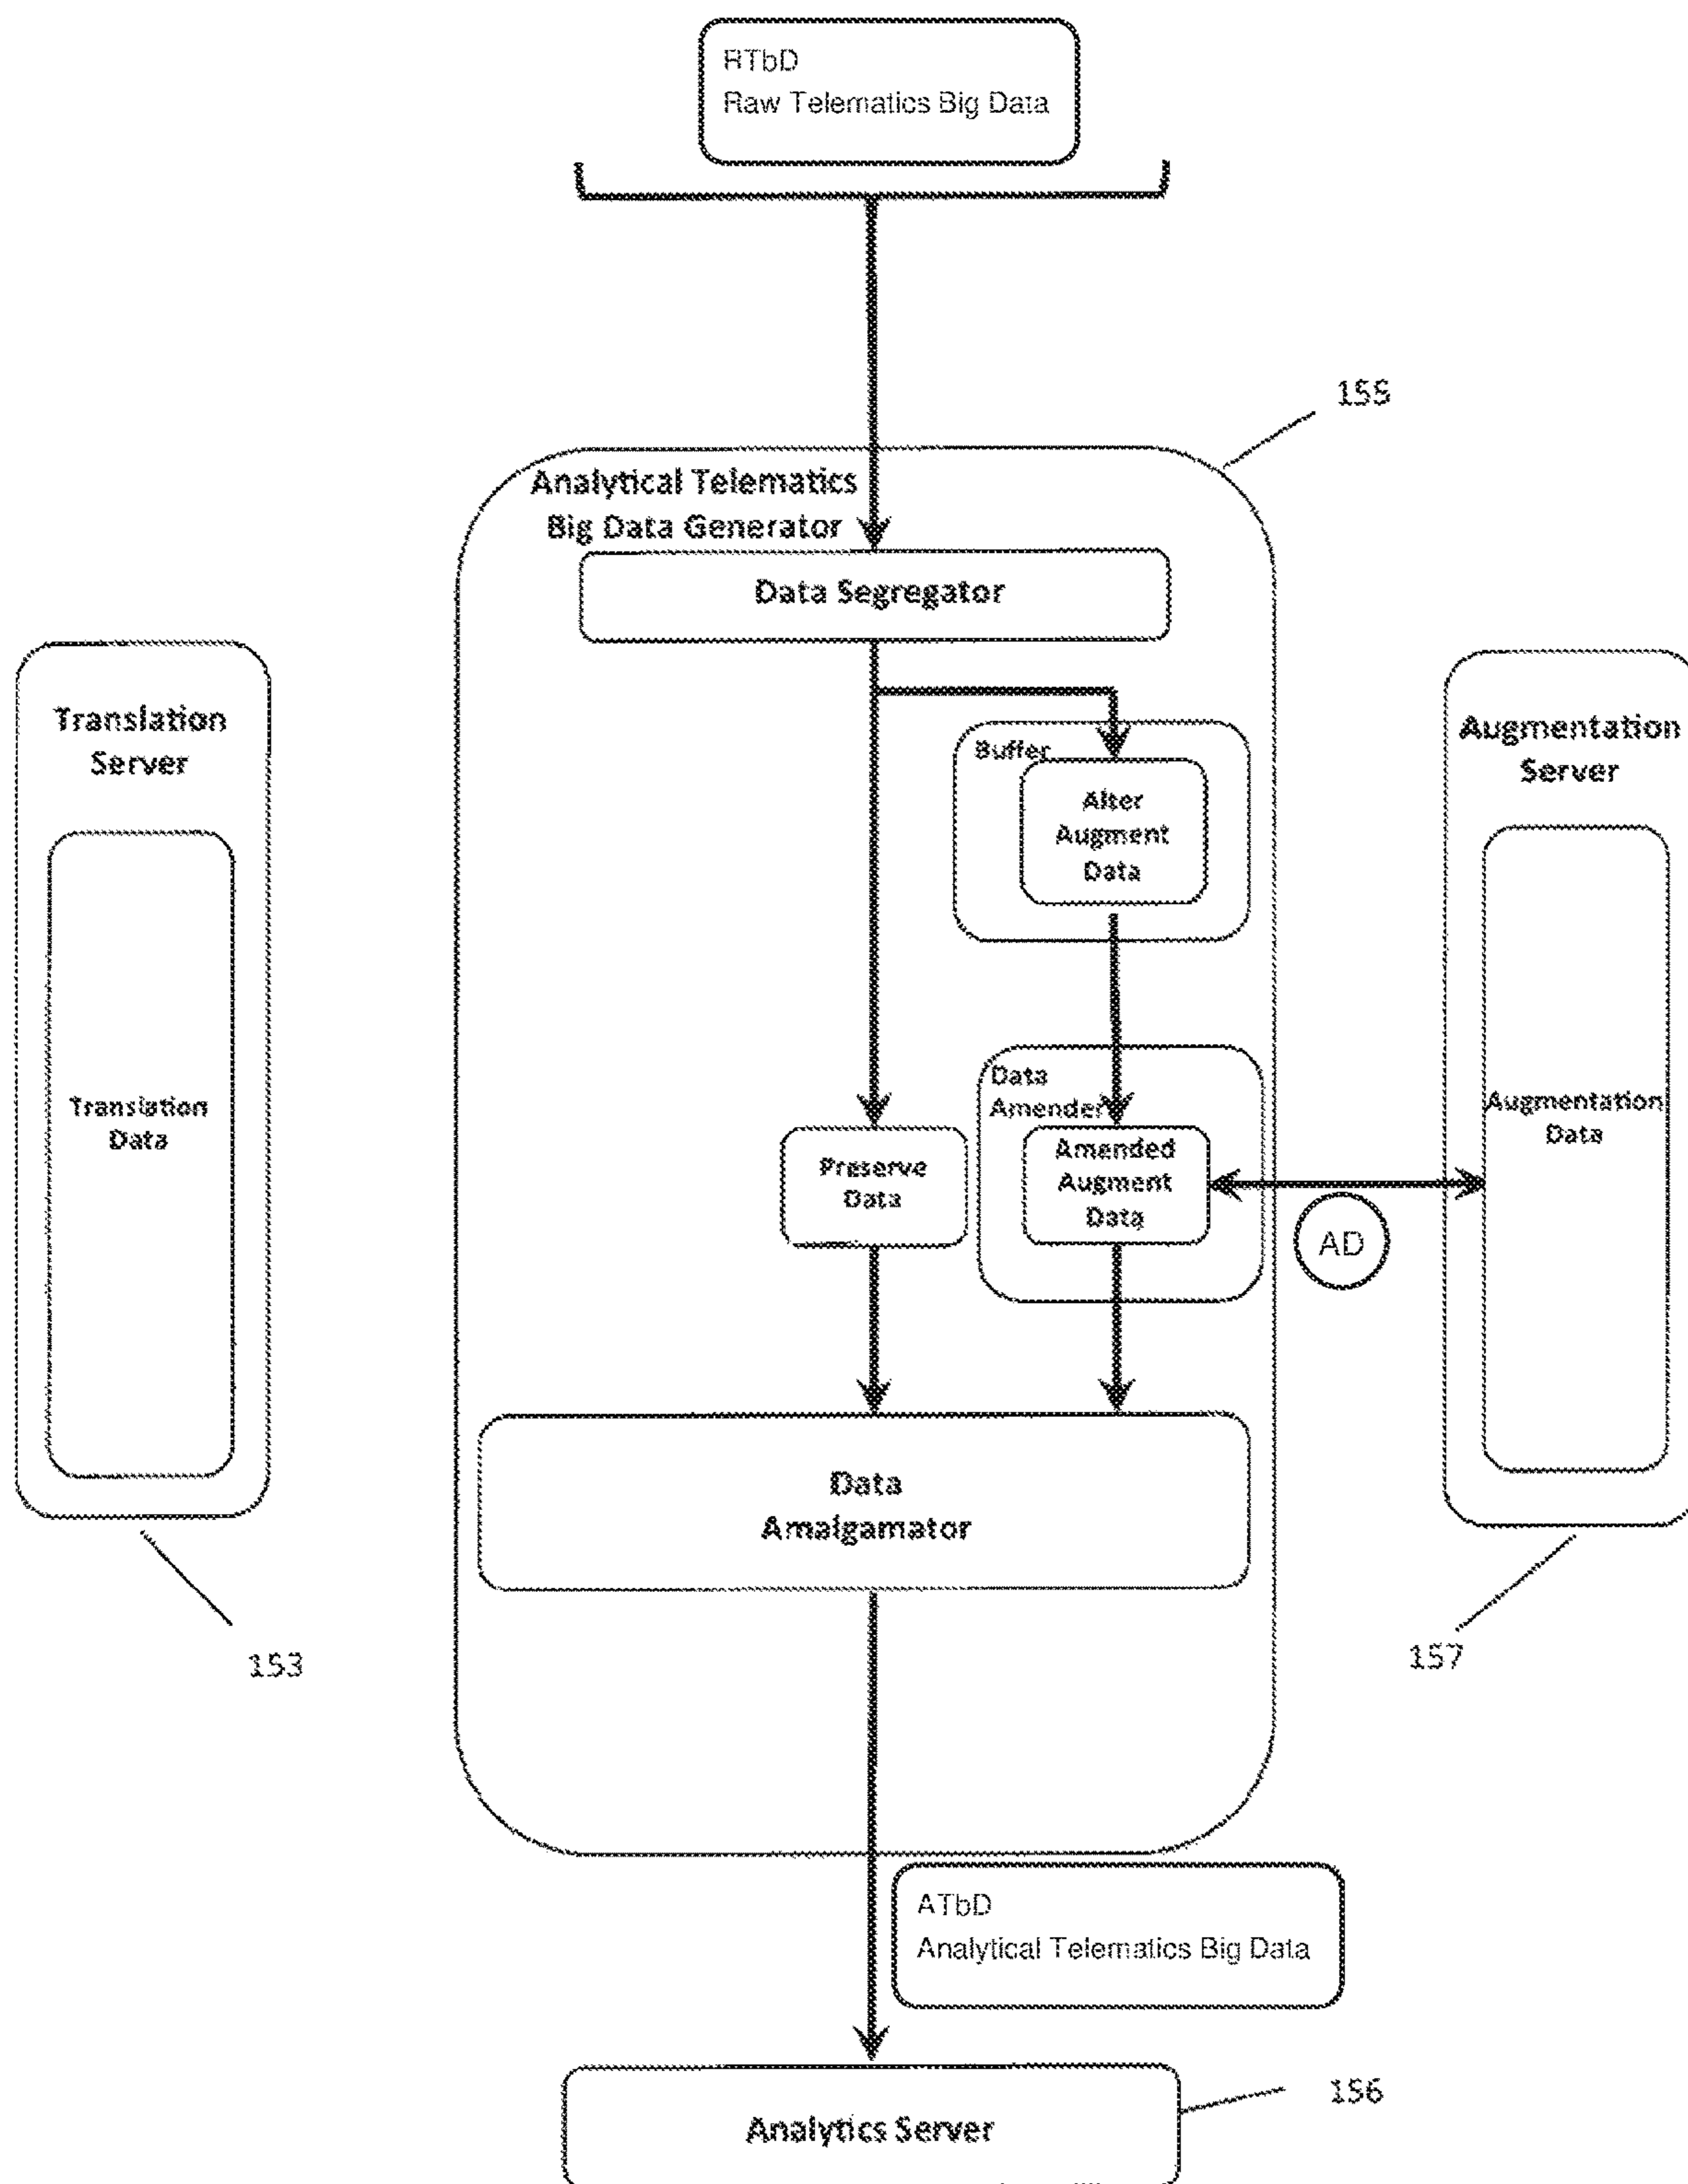 RTbD
Raw Telematics Big Data
155
Analytical Telematics
Big Data Generator
Data Segregator
Translation
Server
Translation
Data
Buffer
Alter
Augment
Data
Augmentation
Server
Data
Amender
Amended
Augment
Data
Preserve
Data
Augmentation
Data
AD
Data
Amalgamator
153
157
ATbD
Analytical Telematics Big Data
156
Analytics Server